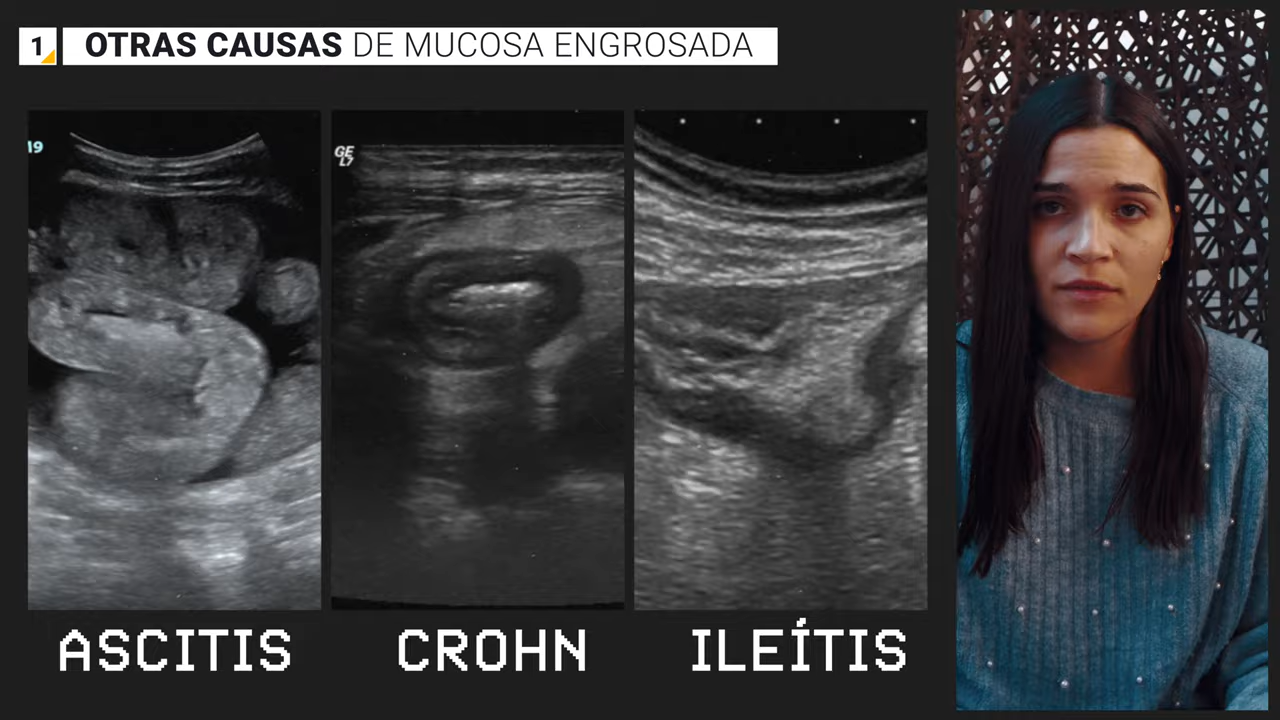 1 OTRAS CAUSAS DE MUCOSA ENGROSADA
19
GE
L7
ASCITIS CROHN ILEÍTIS